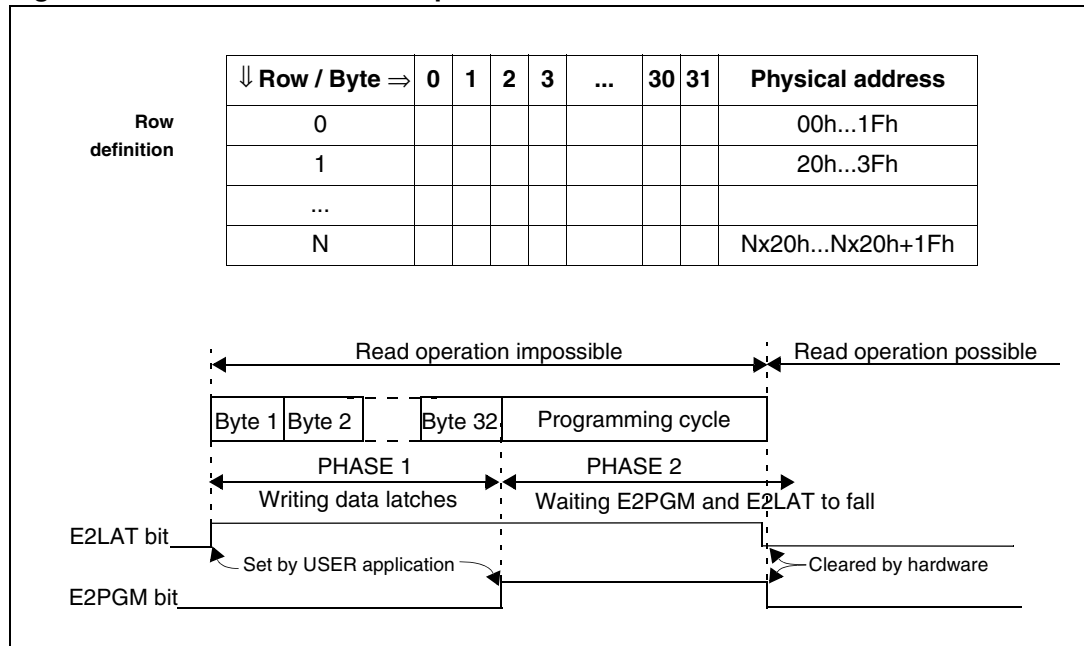 ⇓ Row / Byte ⇒ 0 1 2 3 ... 30 31 Physical address
Row definition
0 00h...1Fh
1 20h...3Fh
...
N Nx20h...Nx20h+1Fh
Read operation impossible Read operation possible
Byte 1 Byte 2 Byte 32 Programming cycle
PHASE 1 PHASE 2
Writing data latches Waiting E2PGM and E2LAT to fall
E2LAT bit
Set by USER application Cleared by hardware
E2PGM bit